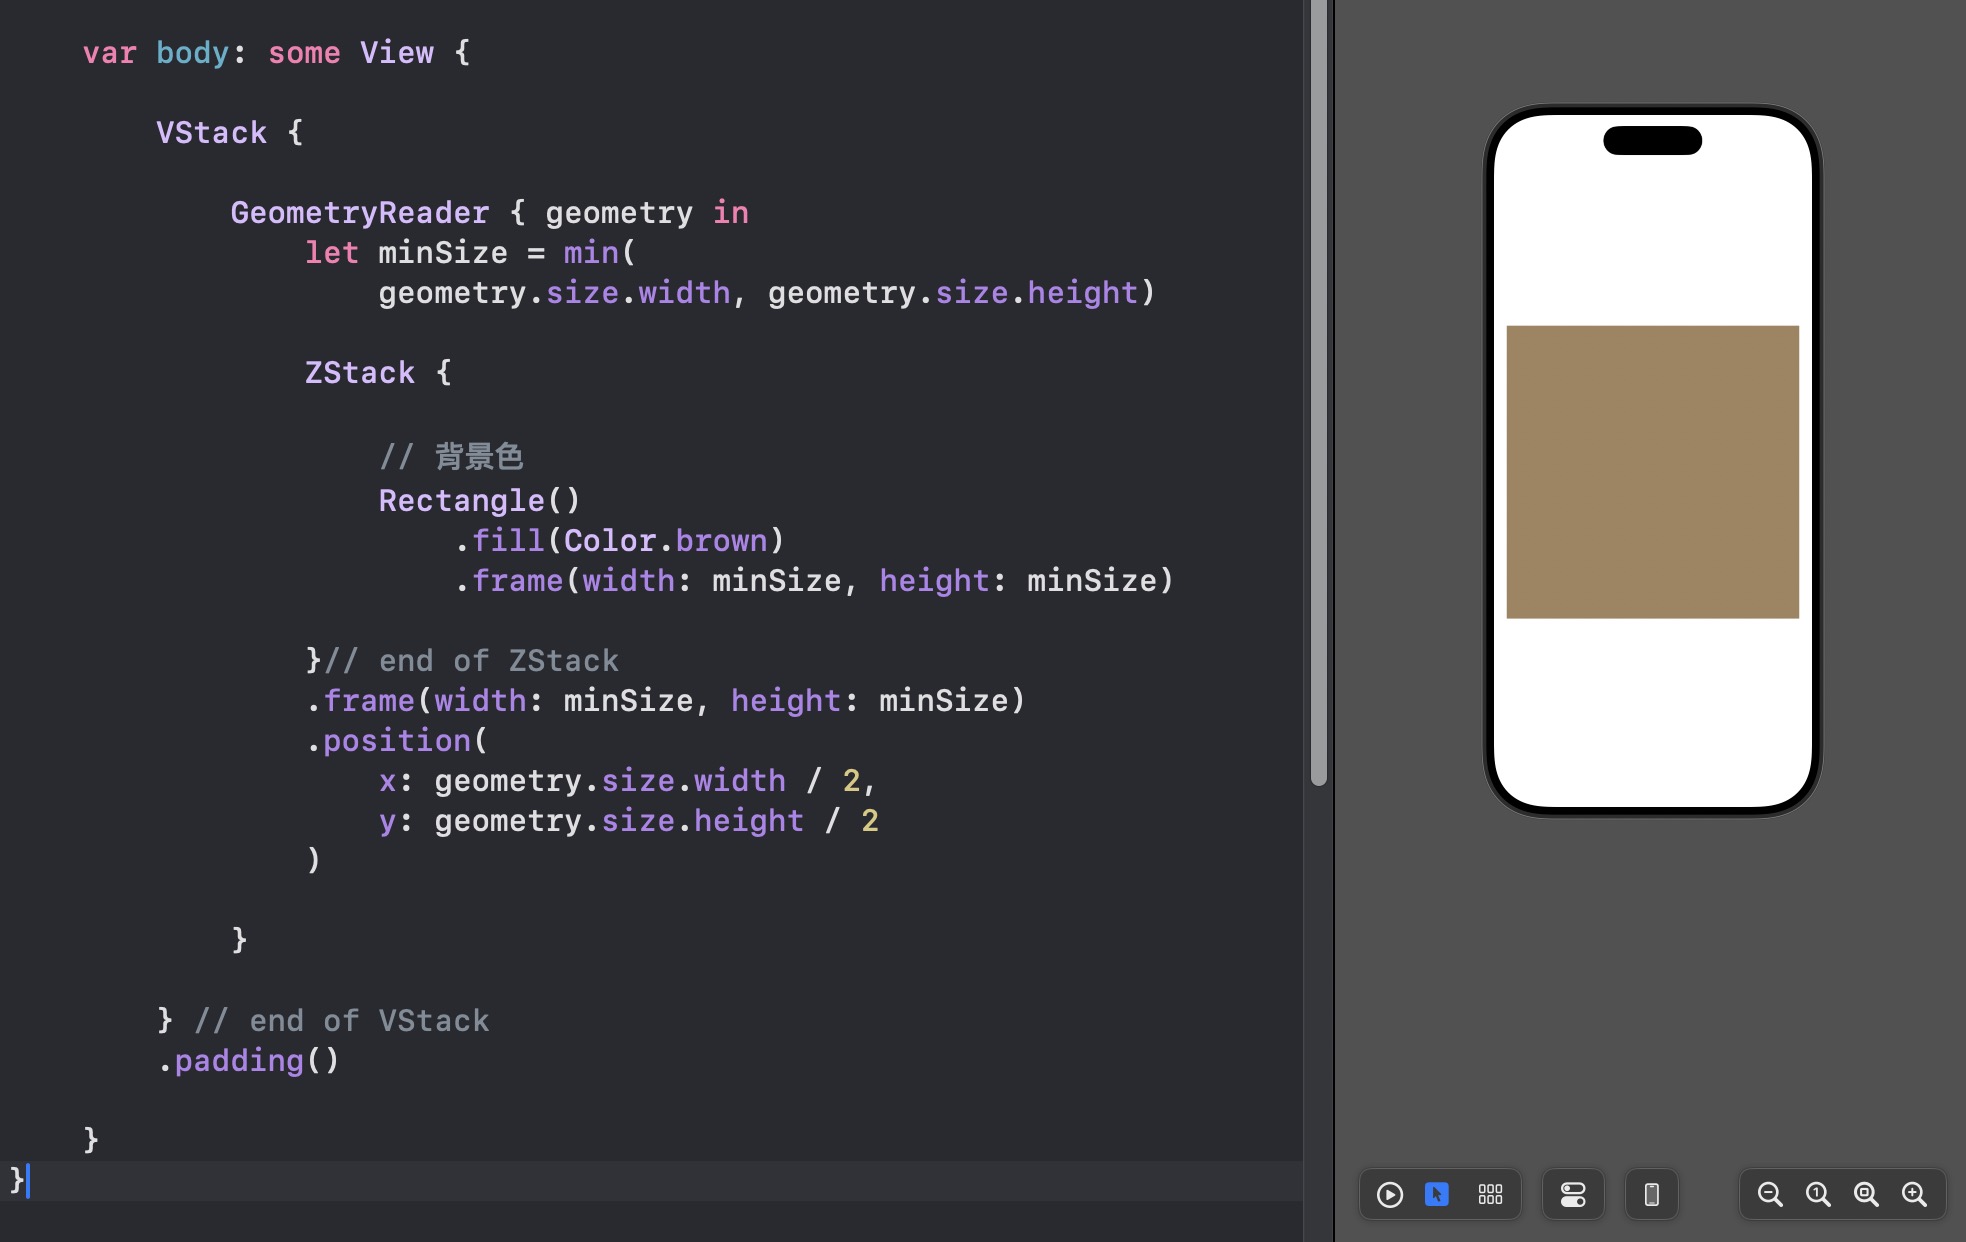 var body: some View {
VStack {
GeometryReader { geometry in
let minSize = min(
geometry.size.width, geometry.size.height)
ZStack {
// 背景色
Rectangle()
.fill(Color.brown)
.frame(width: minSize, height: minSize)
}// end of ZStack
.frame(width: minSize, height: minSize)
.position(
x: geometry.size.width / 2,
y: geometry.size.height / 2
)
}
} // end of VStack
.padding()
}
}